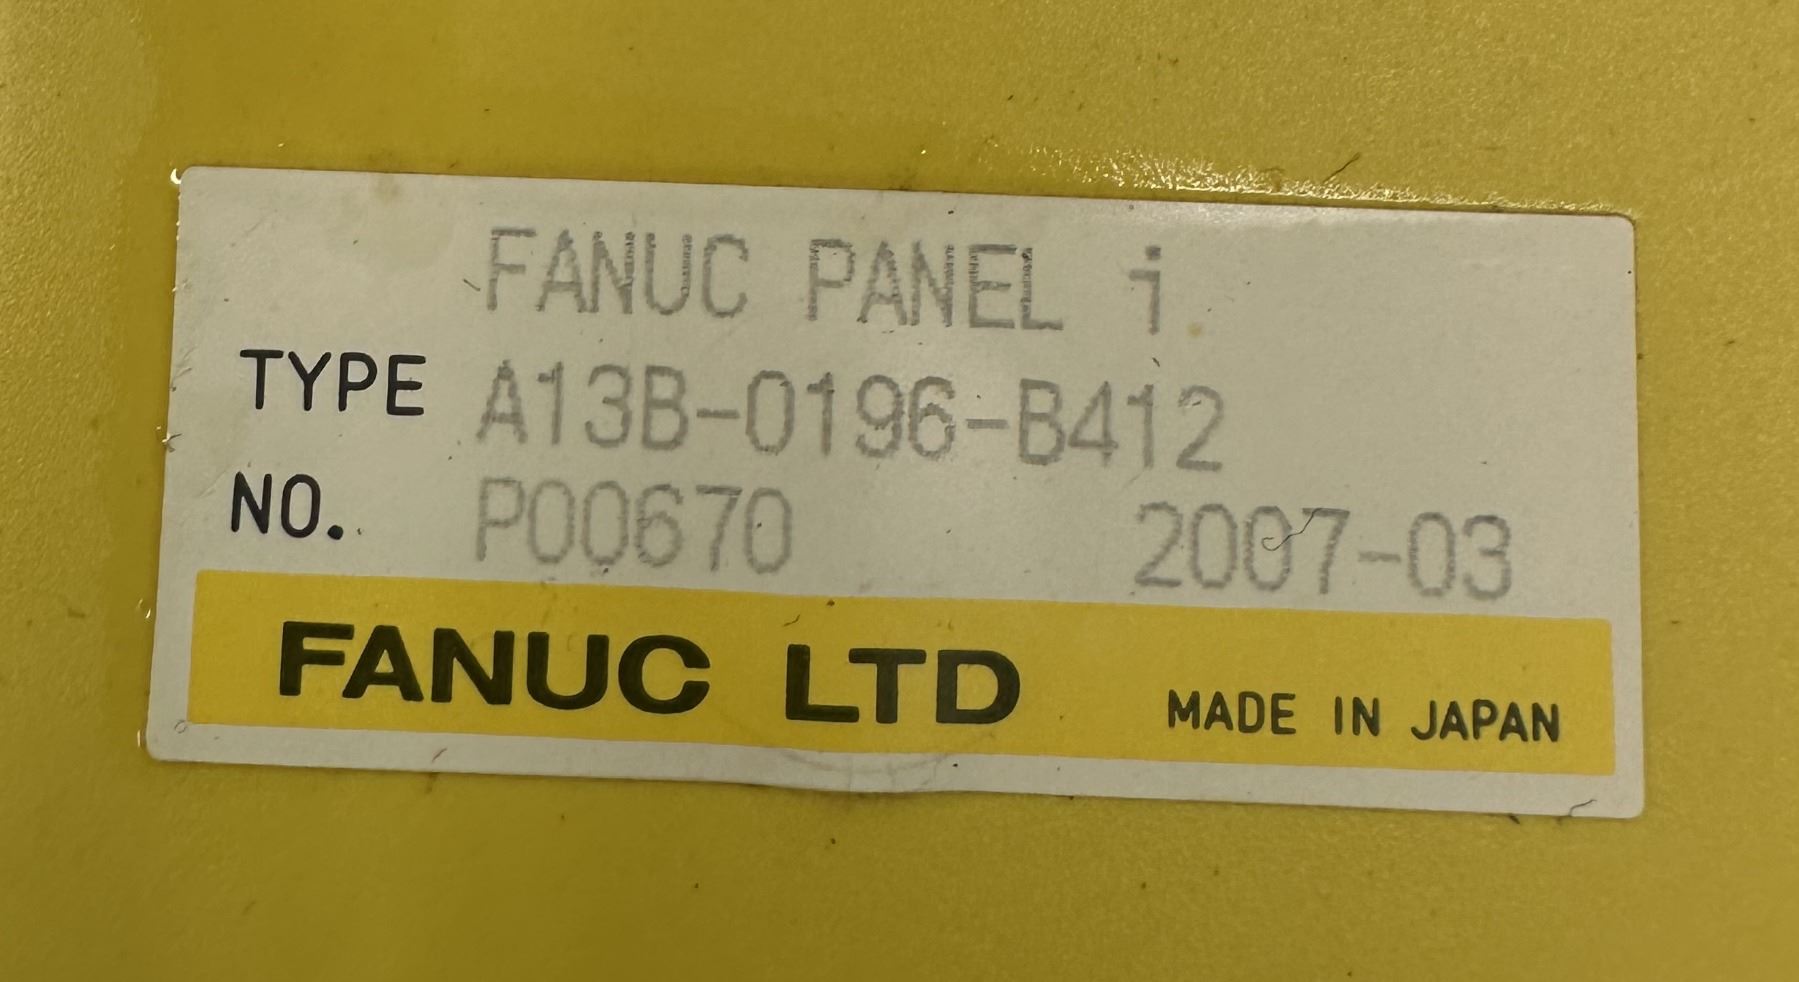 FANUC PANEL i
TYPE A13B-0196-B412
NO. P00670 2007-03
FANUC LTD MADE IN JAPAN